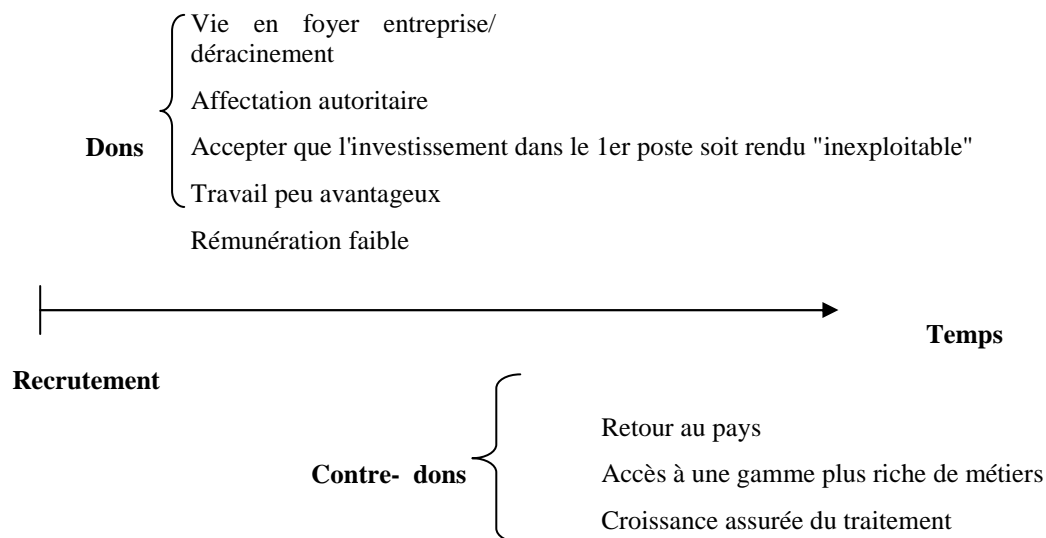 Vie en foyer entreprise/
déracinement
Affectation autoritaire
Dons
Accepter que l'investissement dans le 1er poste soit rendu "inexploitable"
Travail peu avantageux
Rémunération faible
Temps
Recrutement
Retour au pays
Contre- dons
Accès à une gamme plus riche de métiers
Croissance assurée du traitement